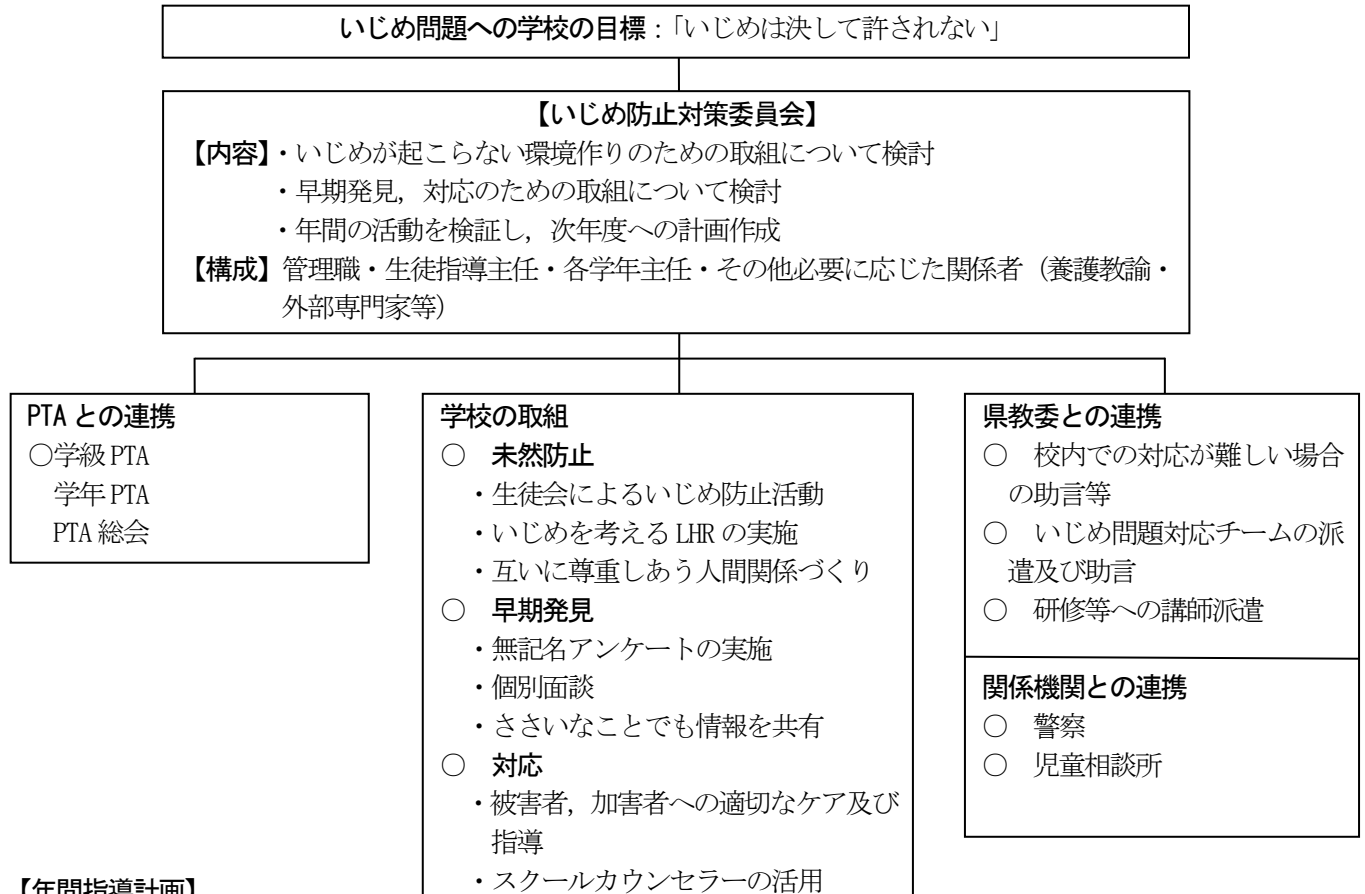 いじめ問題への学校の目標：「いじめは決して許されない」
【いじめ防止対策委員会】
【内容】・いじめが起こらない環境作りのための取組について検討
・早期発見，対応のための取組について検討
・年間の活動を検証し，次年度への計画作成
【構成】管理職・生徒指導主任・各学年主任・その他必要に応じた関係者（養護教諭・
外部専門家等）
PTA との連携
○学級 PTA
学年 PTA
PTA 総会
学校の取組
○　未然防止
・生徒会によるいじめ防止活動
・いじめを考える LHR の実施
・互いに尊重しあう人間関係づくり
○　早期発見
・無記名アンケートの実施
・個別面談
・ささいなことでも情報を共有
○　対応
・被害者，加害者への適切なケア及び
指導
・スクールカウンセラーの活用
県教委との連携
○　校内での対応が難しい場合
の助言等
○　いじめ問題対応チームの派
遣及び助言
○　研修等への講師派遣
関係機関との連携
○　警察
○　児童相談所
【年間指導計画】